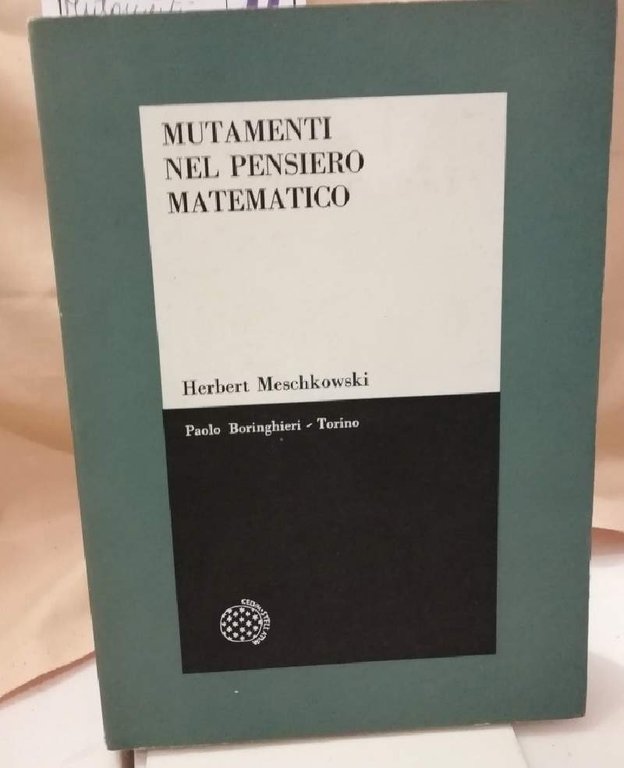 MUTAMENTI
NEL PENSIERO
MATEMATICO
Herbert Meschkowski
Paolo Boringhieri - Torino